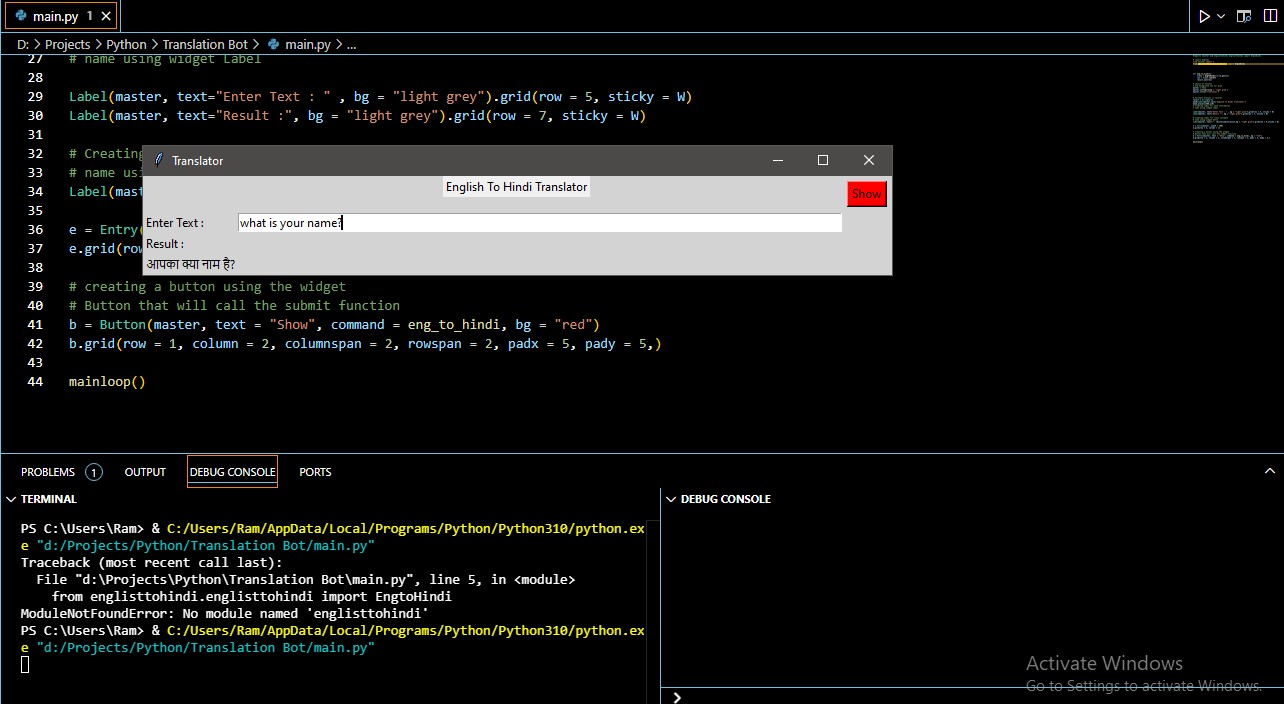 main.py 1
D: > Projects > Python > Translation Bot > main.py > ...
27 # name using widget Label
28
29 Label(master, text="Enter Text : " , bg = "light grey").grid(row = 5, sticky = W)
30 Label(master, text="Result :", bg = "light grey").grid(row = 7, sticky = W)
31
32 # Creating
33 # name usi
34 Label(mast
35
36 e = Entry(
37 e.grid(row
38
Translator
English To Hindi Translator
Show
Enter Text :
what is your name?
Result :
आपका क्या नाम है?
39 # creating a button using the widget
40 # Button that will call the submit function
41 b = Button(master, text = "Show", command = eng_to_hindi, bg = "red")
42 b.grid(row = 1, column = 2, columnspan = 2, rowspan = 2, padx = 5, pady = 5,)
43
44 mainloop()
PROBLEMS 1 OUTPUT DEBUG CONSOLE PORTS
TERMINAL
PS C:\Users\Ram> & C:/Users/Ram/AppData/Local/Programs/Python/Python310/python.ex
e "d:/Projects/Python/Translation Bot/main.py"
Traceback (most recent call last):
File "d:\Projects\Python\Translation Bot\main.py", line 5, in <module>
from englisttohindi.englisttohindi import EngtoHindi
ModuleNotFoundError: No module named 'englisttohindi'
PS C:\Users\Ram> & C:/Users/Ram/AppData/Local/Programs/Python/Python310/python.ex
e "d:/Projects/Python/Translation Bot/main.py"
DEBUG CONSOLE
Activate Windows
Go to Settings to activate Windows.